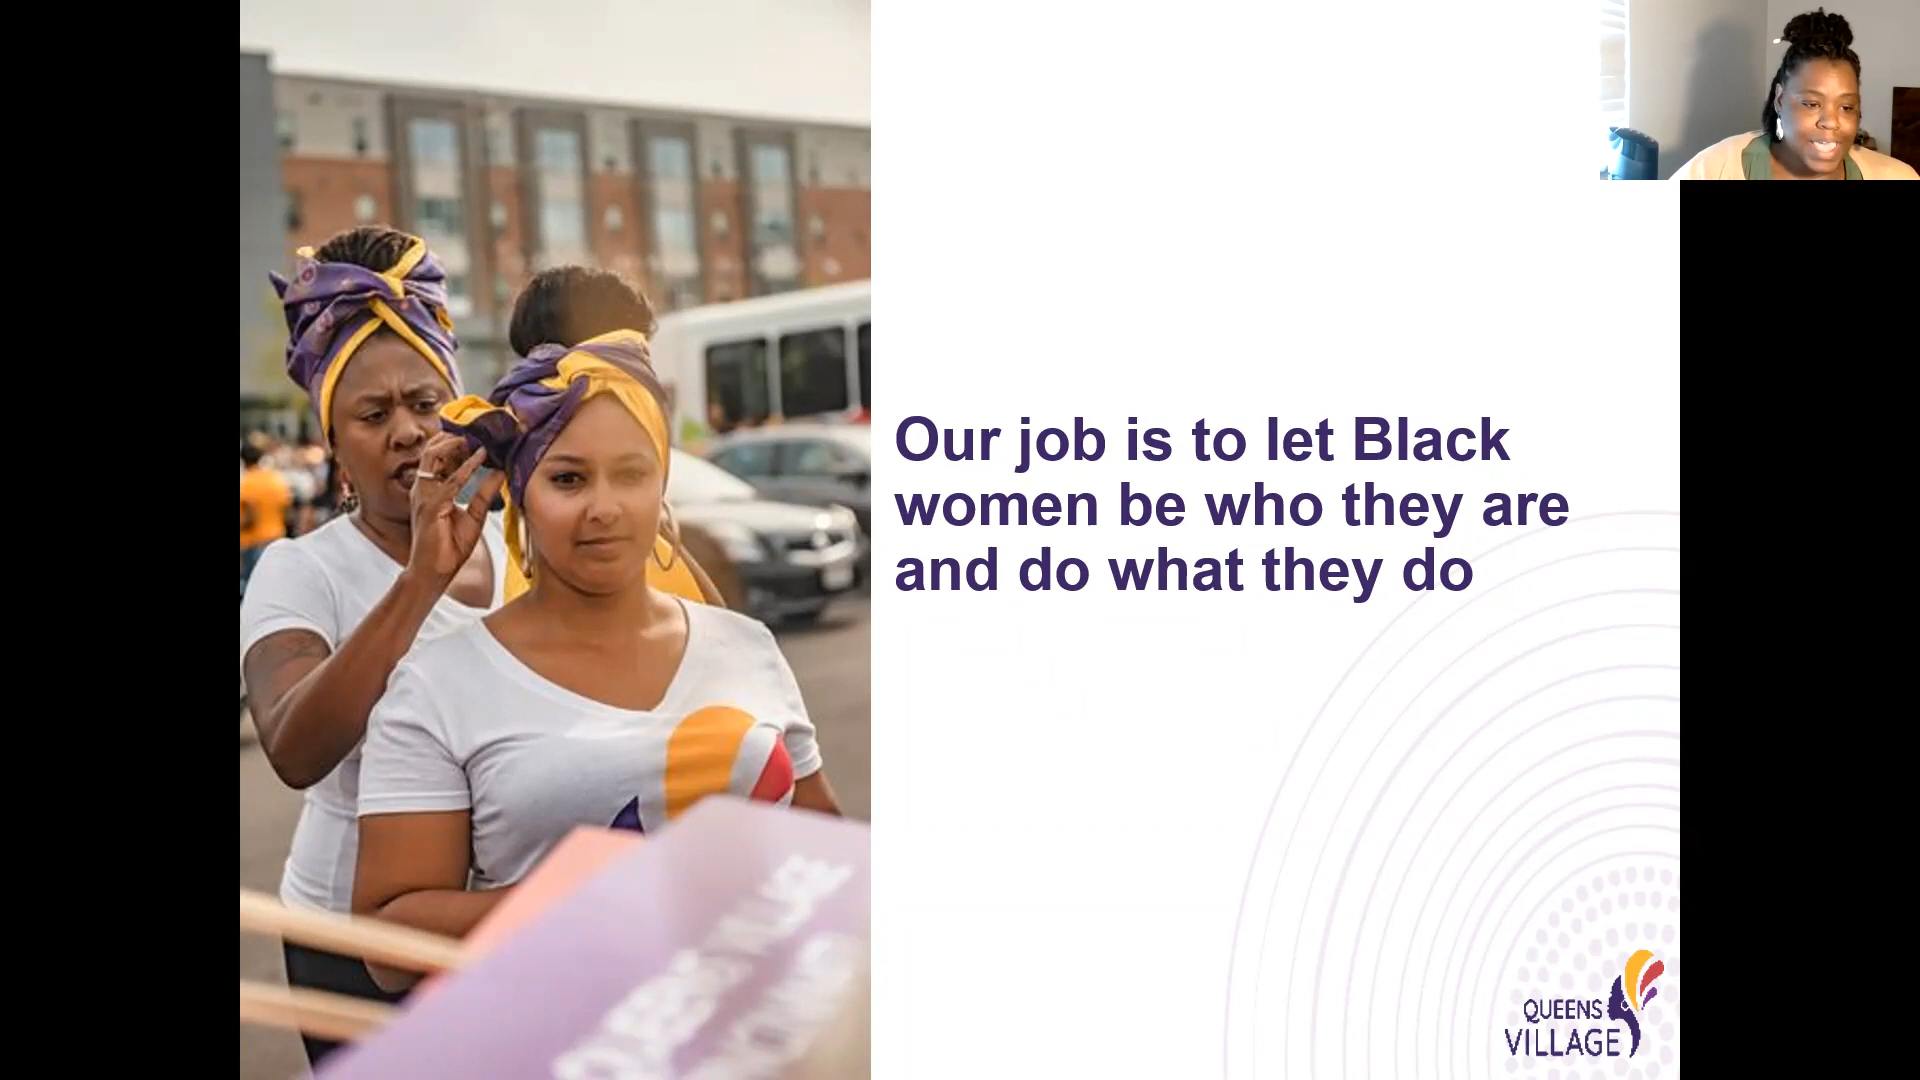 Our job is to let Black
women be who they are
and do what they do
QUEENS
VILLAGE